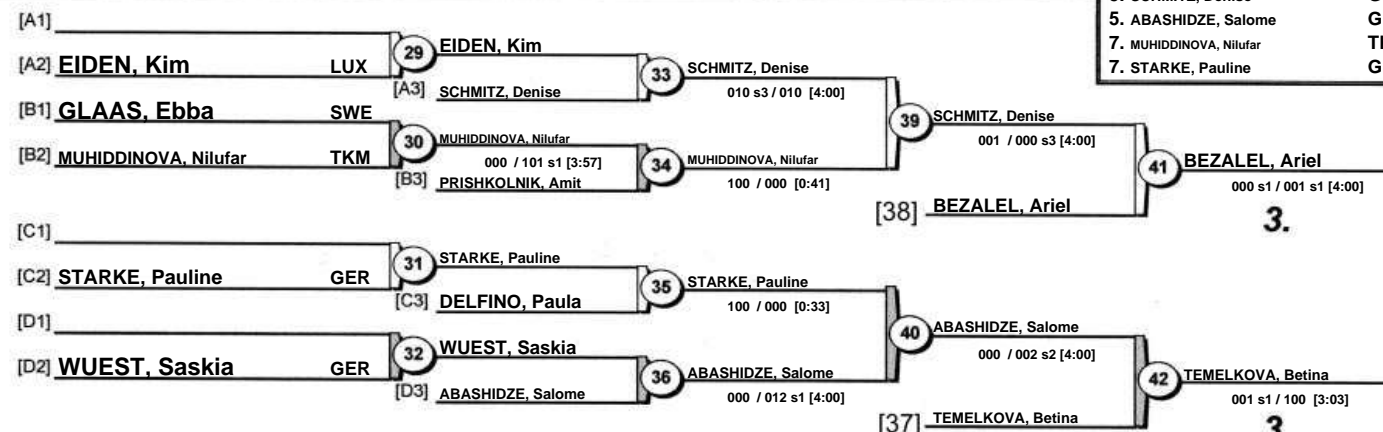 5. ABASHIDZE, Salome G
7. MUHIDDINOVA, Nilufar
7. STARKE, Pauline G
[A1]
[A2] EIDEN, Kim LUX
29 EIDEN, Kim
[A3] SCHMITZ, Denise
33 SCHMITZ, Denise
010 s3 / 010 [4:00]
[B1] GLAAS, Ebba SWE
[B2] MUHIDDINOVA, Nilufar TKM
30 MUHIDDINOVA, Nilufar
000 / 101 s1 [3:57]
[B3] PRISHKOLNIK, Amit
34 MUHIDDINOVA, Nilufar
100 / 000 [0:41]
39 SCHMITZ, Denise
001 / 000 s3 [4:00]
[38] BEZALEL, Ariel
41 BEZALEL, Ariel
000 s1 / 001 s1 [4:00]
3.
[C1]
[C2] STARKE, Pauline GER
31 STARKE, Pauline
[C3] DELFINO, Paula
35 STARKE, Pauline
100 / 000 [0:33]
[D1]
[D2] WUEST, Saskia GER
32 WUEST, Saskia
[D3] ABASHIDZE, Salome
36 ABASHIDZE, Salome
000 / 012 s1 [4:00]
40 ABASHIDZE, Salome
000 / 002 s2 [4:00]
[37] TEMELKOVA, Betina
42 TEMELKOVA, Betina
001 s1 / 100 [3:03]
3